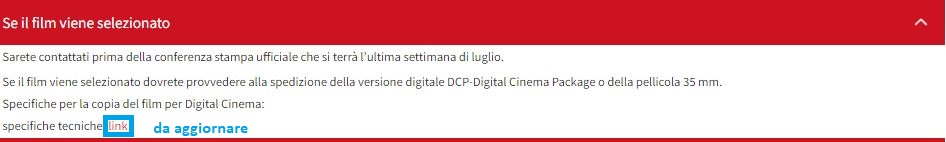 Se il film viene selezionato
Sarete contattati prima della conferenza stampa ufficiale che si terrà l'ultima settimana di luglio.
Se il film viene selezionato dovrete provvedere alla spedizione della versione digitale DCP-Digital Cinema Package o della pellicola 35 mm.
Specifiche per la copia del film per Digital Cinema:
specifiche tecniche link da aggiornare